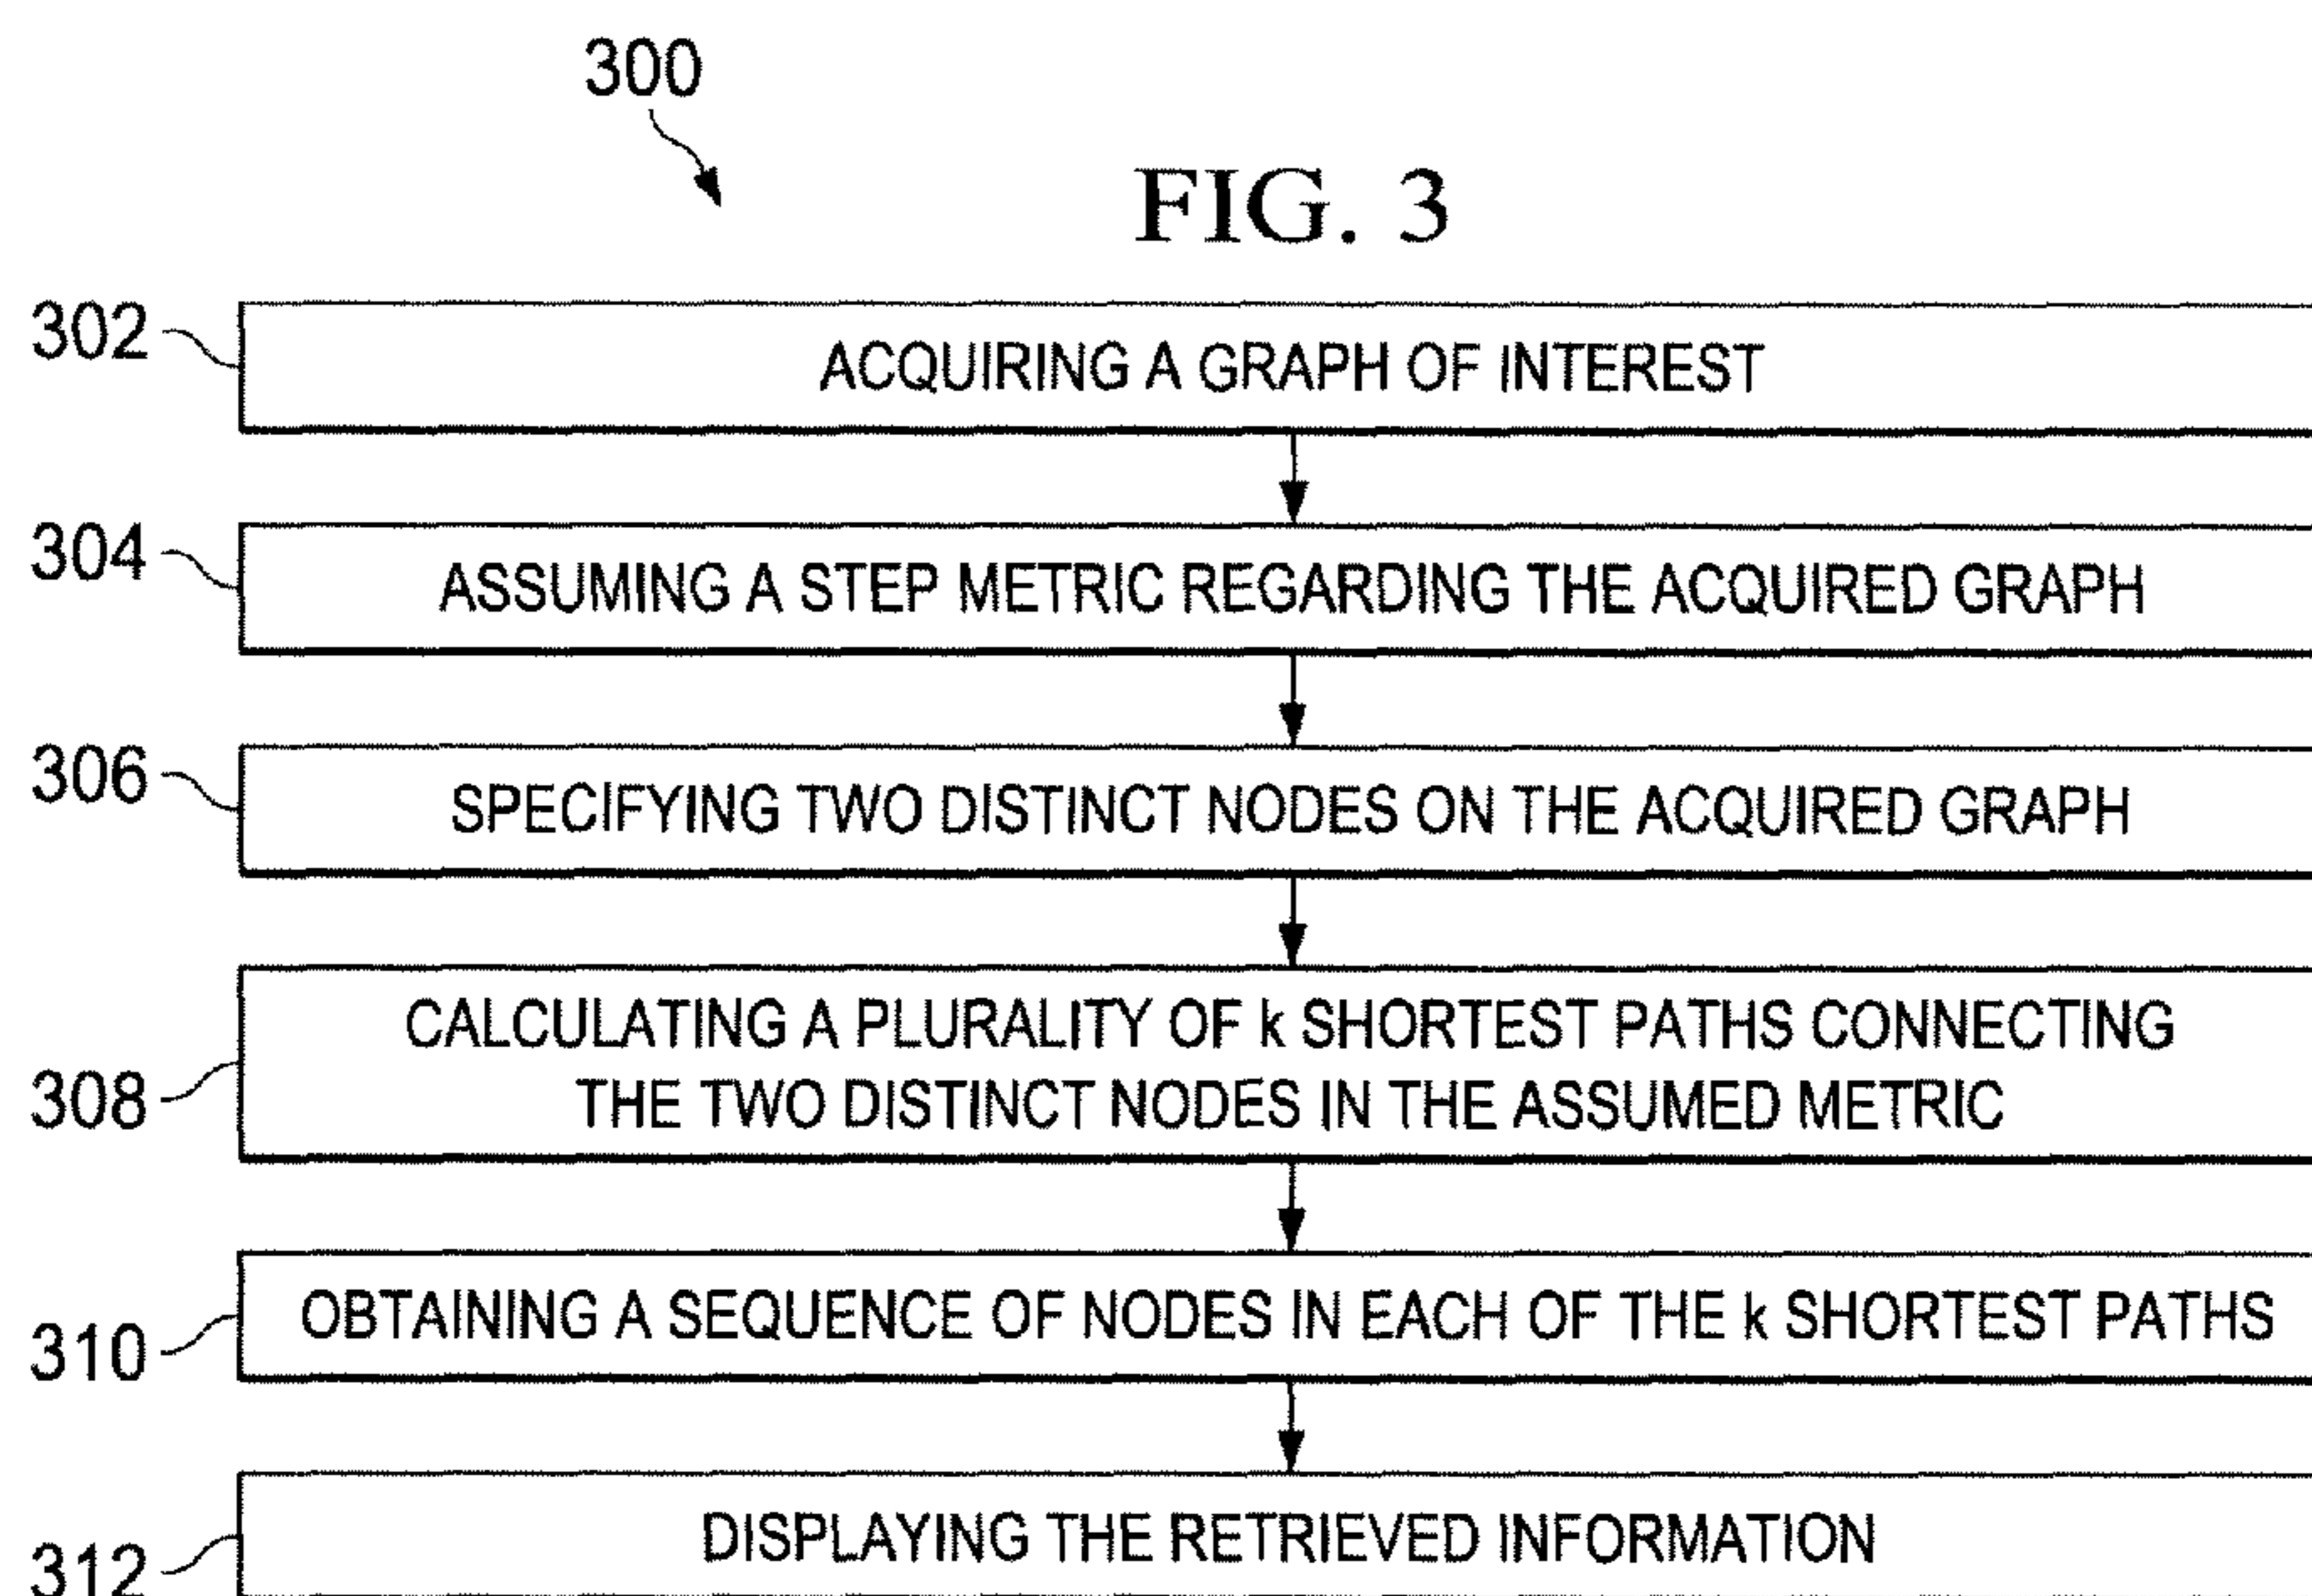 300
FIG. 3
302
ACQUIRING A GRAPH OF INTEREST
304
ASSUMING A STEP METRIC REGARDING THE ACQUIRED GRAPH
306
SPECIFYING TWO DISTINCT NODES ON THE ACQUIRED GRAPH
CALCULATING A PLURALITY OF k SHORTEST PATHS CONNECTING
THE TWO DISTINCT NODES IN THE ASSUMED METRIC
308
OBTAINING A SEQUENCE OF NODES IN EACH OF THE k SHORTEST PATHS
310
DISPLAYING THE RETRIEVED INFORMATION
312